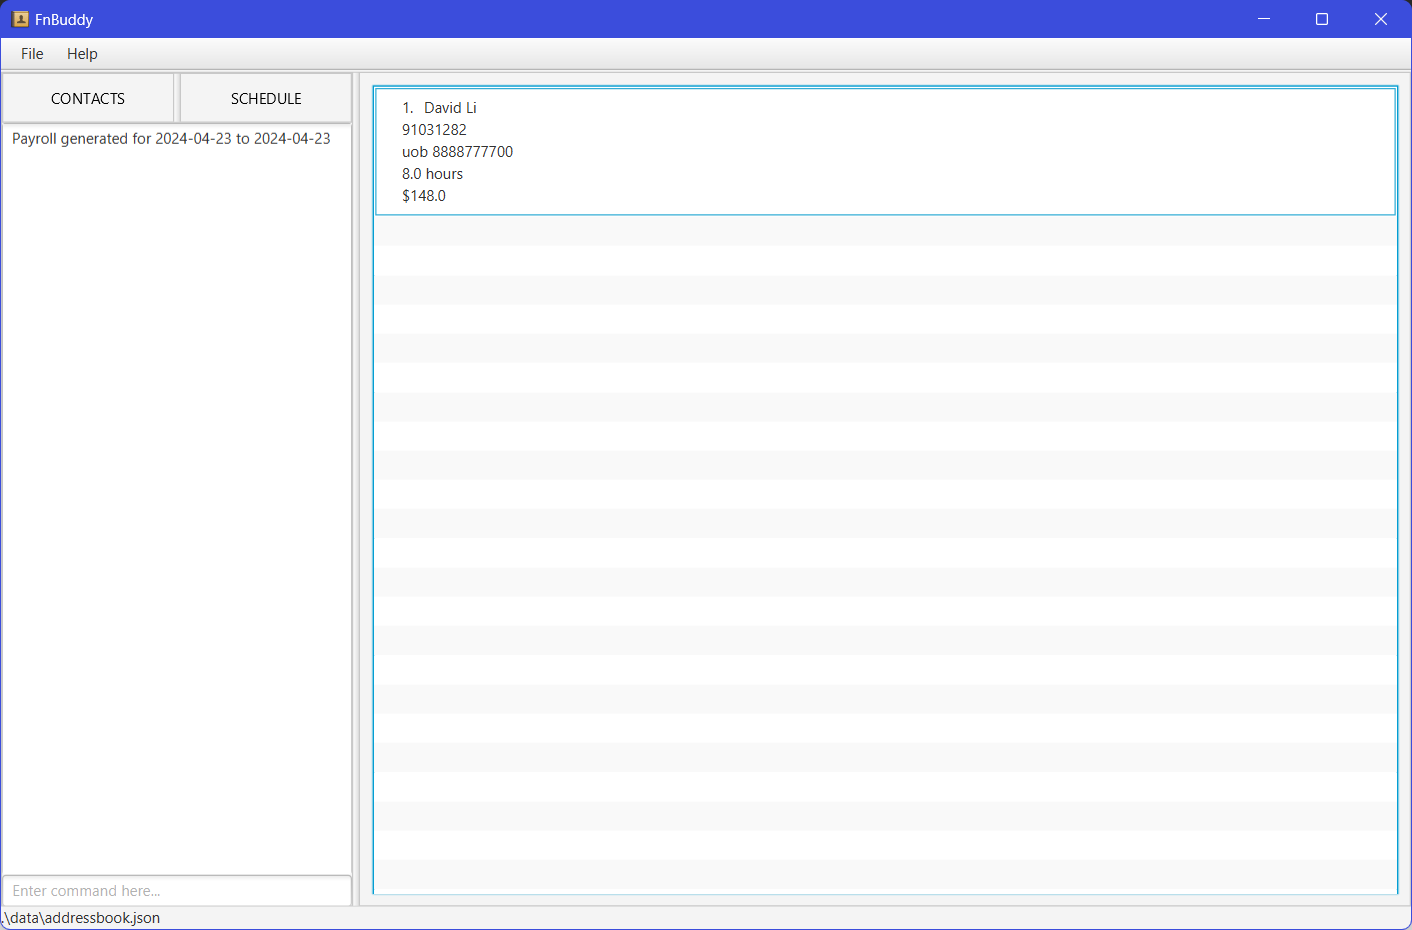 FnBuddy
File Help
CONTACTS SCHEDULE
Payroll generated for 2024-04-23 to 2024-04-23
1. David Li
91031282
uob 8888777700
8.0 hours
$148.0
Enter command here...
.\data\addressbook.json